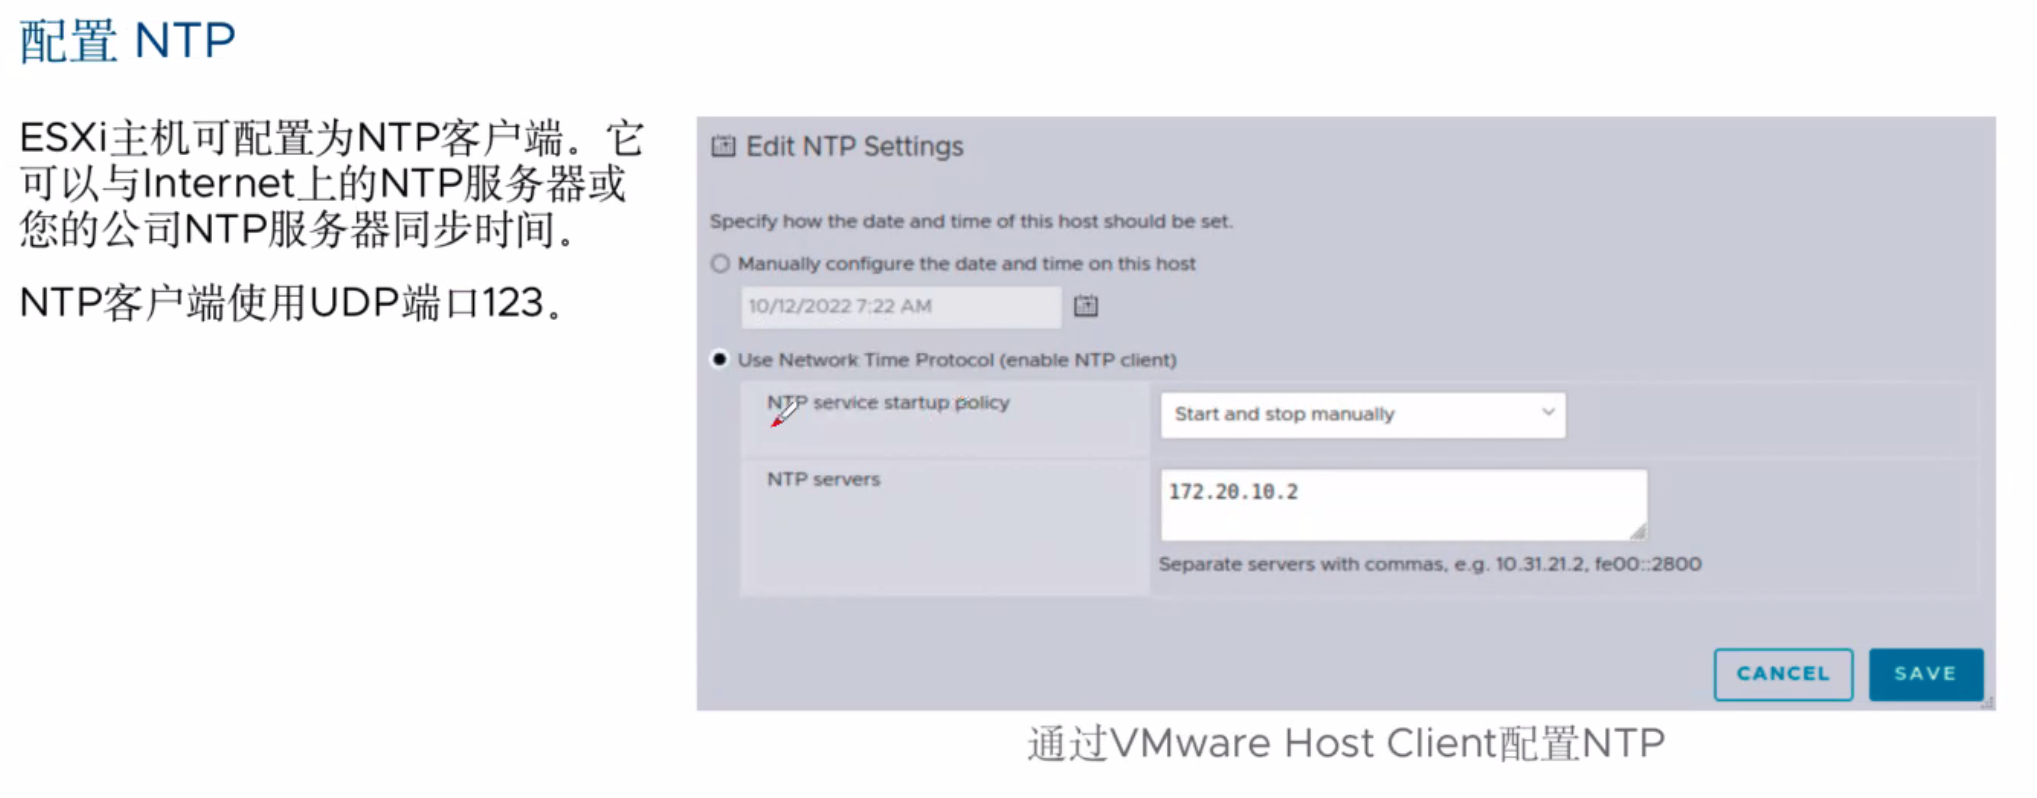 配置 NTP
ESXi主机可配置为NTP客户端。它
可以与Internet上的NTP服务器或
您的公司NTP服务器同步时间。
NTP客户端使用UDP端口123。
Edit NTP Settings
Specify how the date and time of this host should be set.
Manually configure the date and time on this host
10/12/2022 7:22 AM
Use Network Time Protocol (enable NTP client)
NTP service startup policy
Start and stop manually
NTP servers
172.20.10.2
Separate servers with commas, e.g. 10.31.21.2, fe00::2800
CANCEL
SAVE
通过VMware Host Client配置NTP